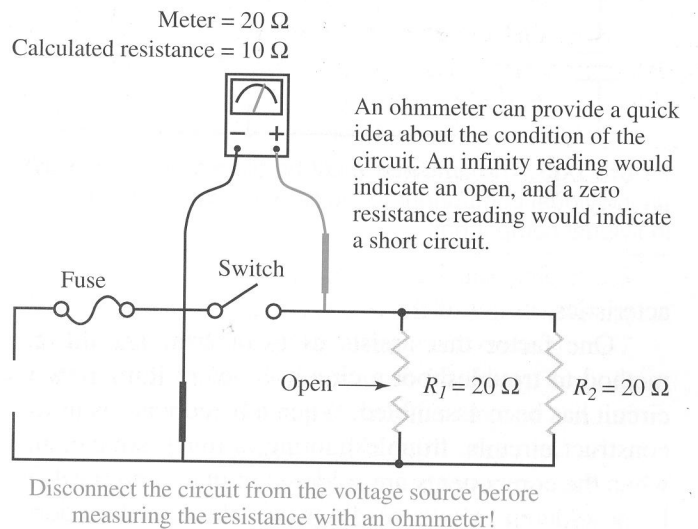 Meter = 20 Ω
Calculated resistance = 10 Ω
− +
An ohmmeter can provide a quick
idea about the condition of the
circuit. An infinity reading would
indicate an open, and a zero
resistance reading would indicate
a short circuit.
Fuse
Switch
Open
R₁ = 20 Ω
R₂ = 20 Ω
Disconnect the circuit from the voltage source before
measuring the resistance with an ohmmeter!